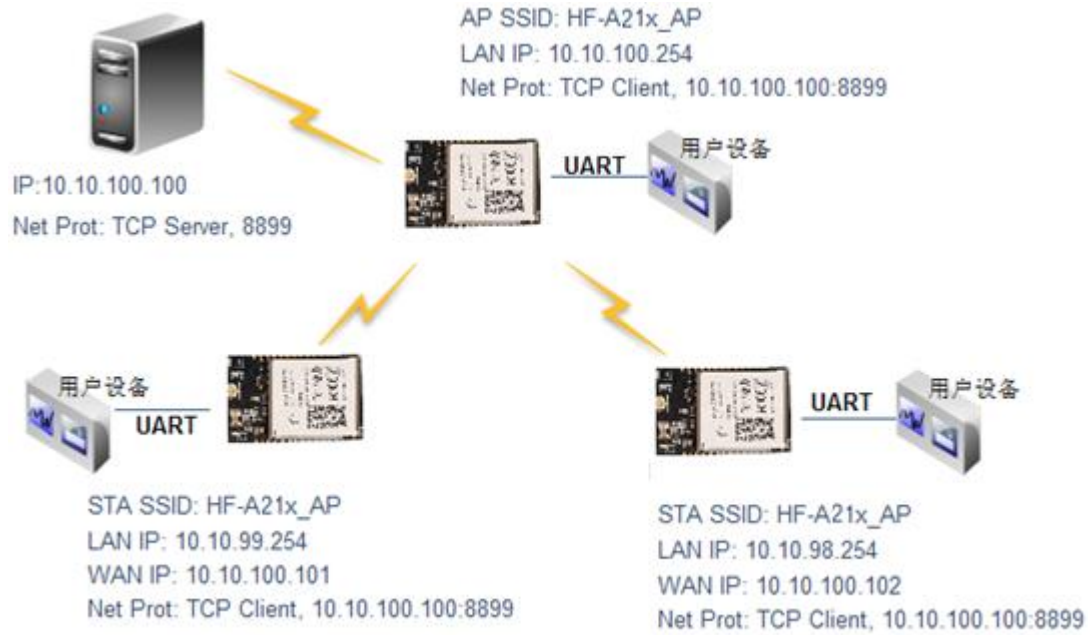 AP SSID: HF-A21x_AP
LAN IP: 10.10.100.254
Net Prot: TCP Client, 10.10.100.100:8899
用户设备
UART
IP:10.10.100.100
Net Prot: TCP Server, 8899
用户设备
UART
STA SSID: HF-A21x_AP
LAN IP: 10.10.99.254
WAN IP: 10.10.100.101
Net Prot: TCP Client, 10.10.100.100:8899
用户设备
UART
STA SSID: HF-A21x_AP
LAN IP: 10.10.98.254
WAN IP: 10.10.100.102
Net Prot: TCP Client, 10.10.100.100:8899